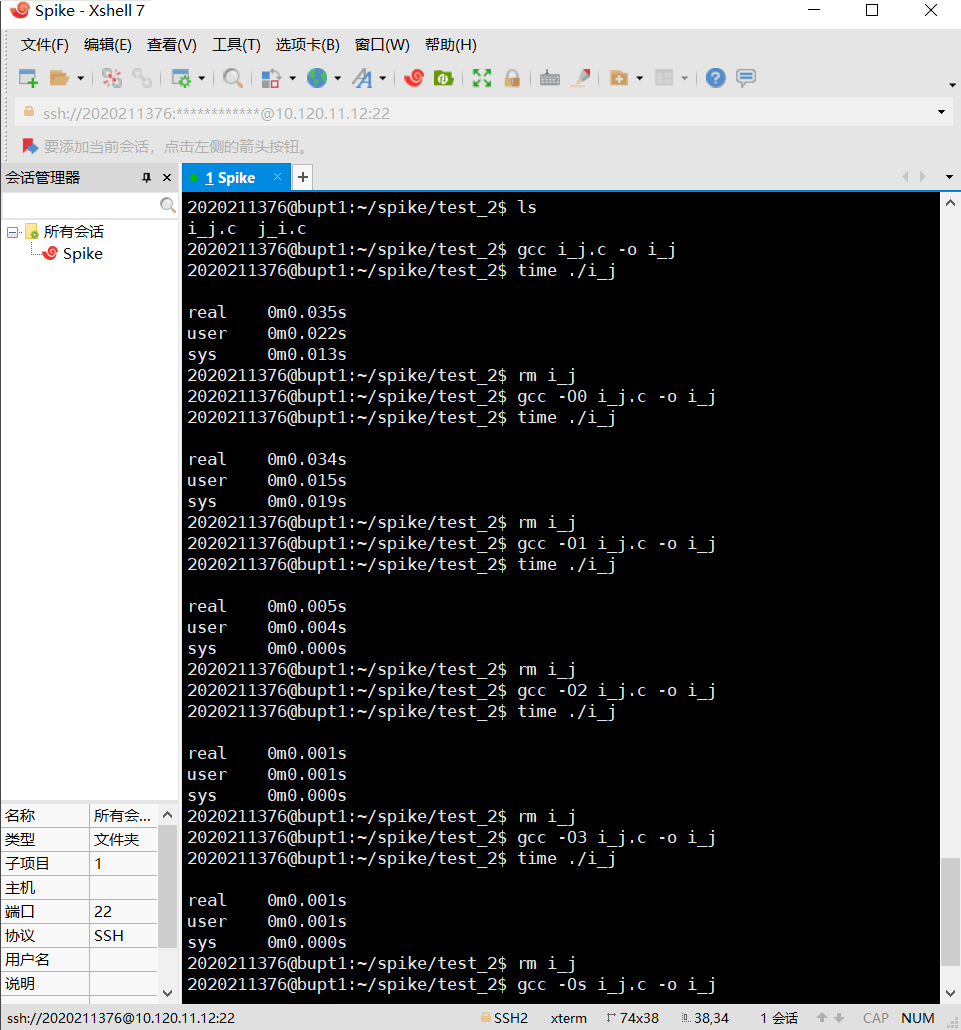 Spike - Xshell 7
文件(F) 编辑(E) 查看(V) 工具(T) 选项卡(B) 窗口(W) 帮助(H)
ssh://2020211376:************@10.120.11.12:22
要添加当前会话，点击左侧的箭头按钮。
会话管理器
所有会话
Spike
名称 所有会...
类型 文件夹
子项目 1
主机
端口 22
协议 SSH
用户名
说明
1 Spike × +
2020211376@bupt1:~/spike/test_2$ ls
i_j.c  j_i.c
2020211376@bupt1:~/spike/test_2$ gcc i_j.c -o i_j
2020211376@bupt1:~/spike/test_2$ time ./i_j
real    0m0.035s
user    0m0.022s
sys     0m0.013s
2020211376@bupt1:~/spike/test_2$ rm i_j
2020211376@bupt1:~/spike/test_2$ gcc -O0 i_j.c -o i_j
2020211376@bupt1:~/spike/test_2$ time ./i_j
real    0m0.034s
user    0m0.015s
sys     0m0.019s
2020211376@bupt1:~/spike/test_2$ rm i_j
2020211376@bupt1:~/spike/test_2$ gcc -O1 i_j.c -o i_j
2020211376@bupt1:~/spike/test_2$ time ./i_j
real    0m0.005s
user    0m0.004s
sys     0m0.000s
2020211376@bupt1:~/spike/test_2$ rm i_j
2020211376@bupt1:~/spike/test_2$ gcc -O2 i_j.c -o i_j
2020211376@bupt1:~/spike/test_2$ time ./i_j
real    0m0.001s
user    0m0.001s
sys     0m0.000s
2020211376@bupt1:~/spike/test_2$ rm i_j
2020211376@bupt1:~/spike/test_2$ gcc -O3 i_j.c -o i_j
2020211376@bupt1:~/spike/test_2$ time ./i_j
real    0m0.001s
user    0m0.001s
sys     0m0.000s
2020211376@bupt1:~/spike/test_2$ rm i_j
2020211376@bupt1:~/spike/test_2$ gcc -Os i_j.c -o i_j
ssh://2020211376@10.120.11.12:22 SSH2 xterm 74x38 38,34 1 会话 CAP NUM